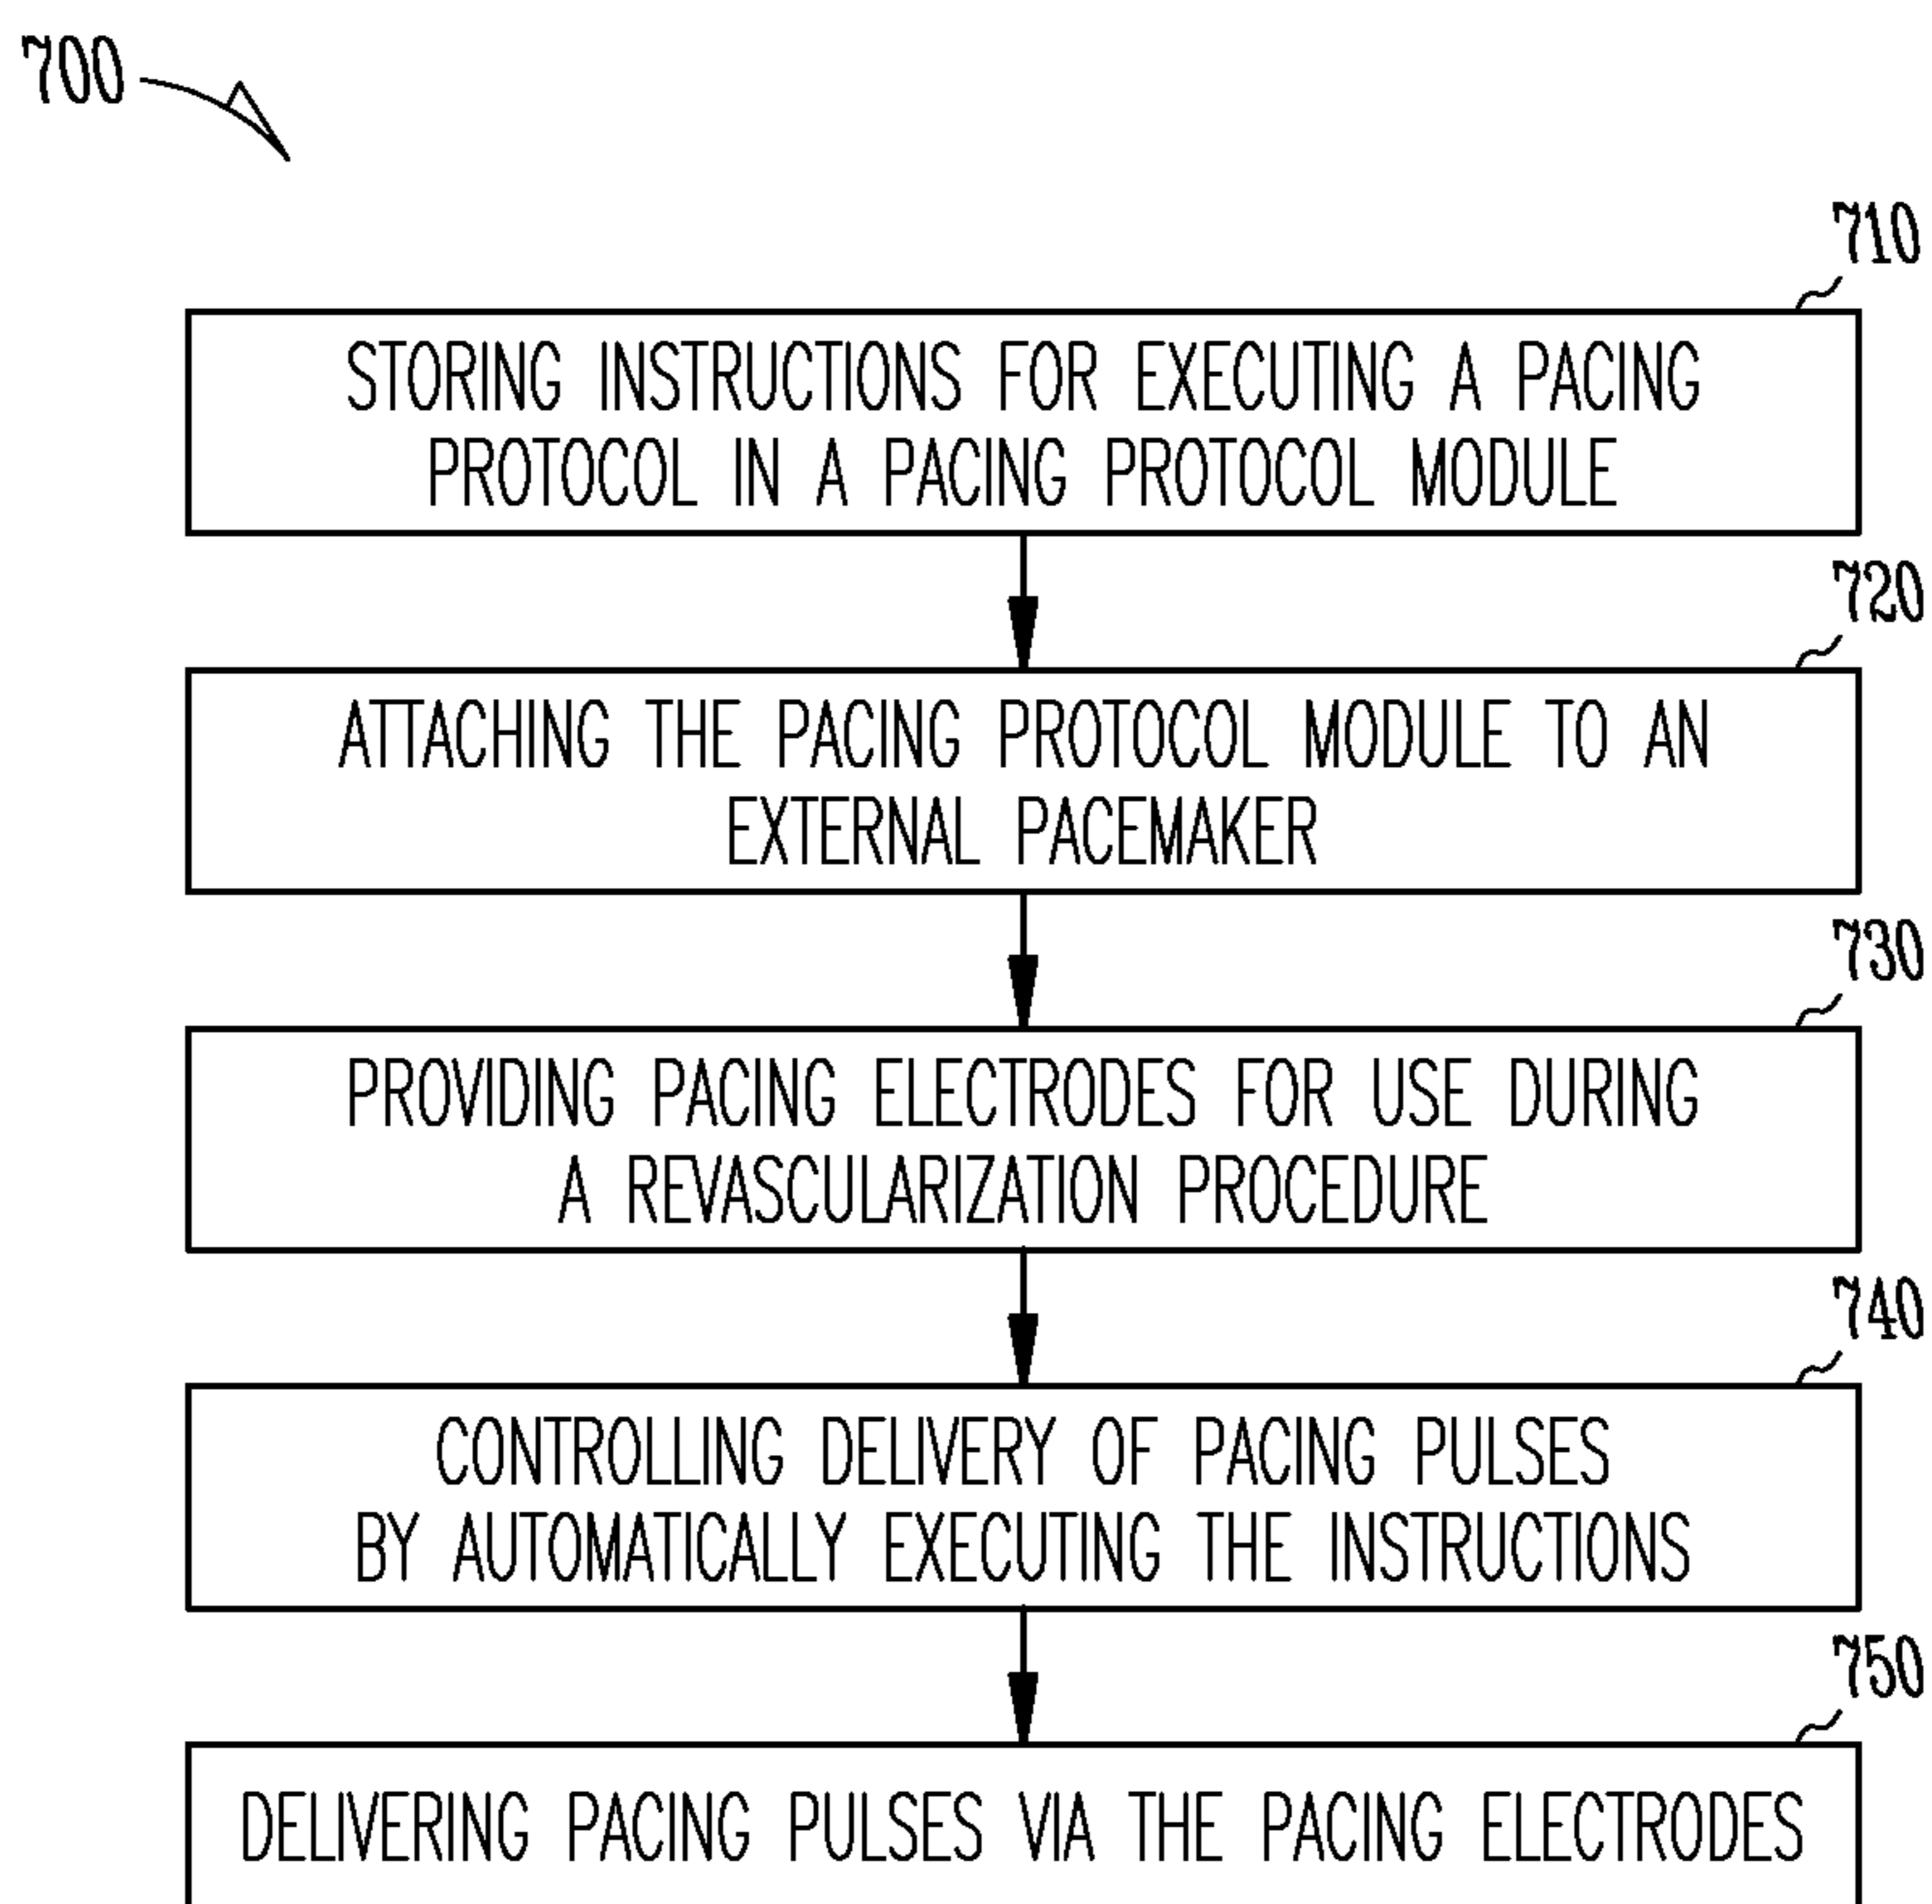 700
710
STORING INSTRUCTIONS FOR EXECUTING A PACING
PROTOCOL IN A PACING PROTOCOL MODULE
720
ATTACHING THE PACING PROTOCOL MODULE TO AN
EXTERNAL PACEMAKER
730
PROVIDING PACING ELECTRODES FOR USE DURING
A REVASCULARIZATION PROCEDURE
740
CONTROLLING DELIVERY OF PACING PULSES
BY AUTOMATICALLY EXECUTING THE INSTRUCTIONS
750
DELIVERING PACING PULSES VIA THE PACING ELECTRODES